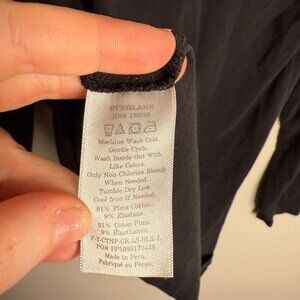 EVERLANE
Machine Wash Cold.
Gentle Cycle.
Wash Inside Out With
Like Colors.
Only Non Chlorine Bleach
When Needed.
Tumble Dry Low.
Cool Iron if Needed
91% Pima Cotton.
9% Elastane.
91% Coton Pima
9% Élasthanne.
Made in Peru.
Fabriqué au Pérou.